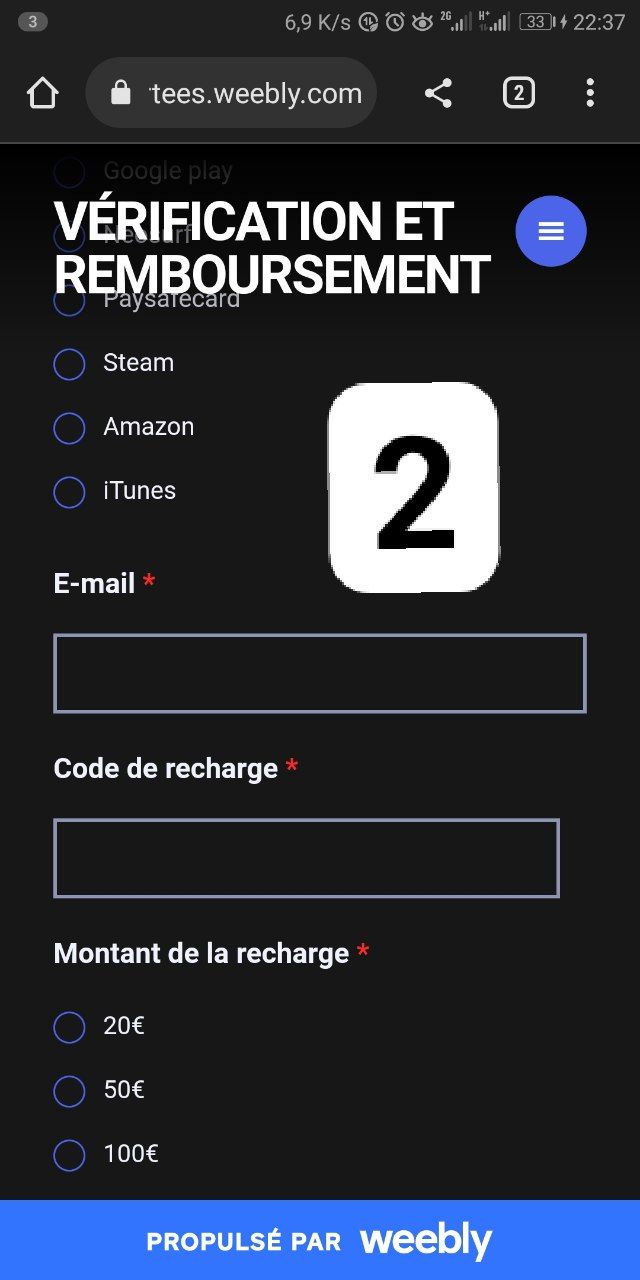 3
6,9 K/s
2G
H+
33
22:37
tees.weebly.com
2
Google play
VÉRIFICATION ET
Neosurf
REMBOURSEMENT
Paysafecard
Steam
Amazon
2
iTunes
E-mail *
Code de recharge *
Montant de la recharge *
20€
50€
100€
PROPULSÉ PAR weebly